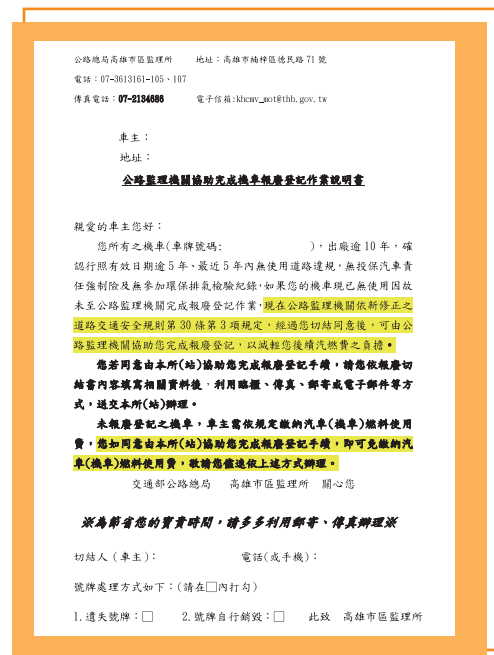 公路總局高雄市區監理所　　地址：高雄市楠梓區德民路 71 號
電話：07-3613161-105、107
傳真電話：07-2134686　　電子信箱:khcmv_mot@thb.gov.tw
車主：
地址：
公路監理機關協助完成機車報廢登記作業說明書
親愛的車主您好：
您所有之機車(車牌號碼:　　　　　　　)，出廠逾 10 年，確
認行照有效日期逾 5 年、最近 5 年內無使用道路違規，無投保汽車責
任強制險及無參加環保排氣檢驗紀錄，如果您的機車現已無使用因故
未至公路監理機關完成報廢登記作業，現在公路監理機關依新修正之
道路交通安全規則第 30 條第 3 項規定，經過您切結同意後，可由公
路監理機關協助您完成報廢登記，以減輕您後續汽燃費之負擔。
您若同意由本所(站)協助您完成報廢登記手續，請您依報廢切
結書內容填寫相關資料後，利用臨櫃、傳真、郵寄或電子郵件等方
式，送交本所(站)辦理。
未報廢登記之機車，車主需依規定繳納汽車(機車)燃料使用
費，您如同意由本所(站)協助您完成報廢登記手續，即可免繳納汽
車(機車)燃料使用費，敬請您儘速依上述方式辦理。
交通部公路總局　高雄市區監理所　關心您
※為節省您的寶貴時間，請多多利用郵寄、傳真辦理※
切結人（車主）：　　　　　　電話(或手機)：
號牌處理方式如下：(請在□內打勾)
1.遺失號牌：□　　2.號牌自行銷毀：□　　此致　高雄市區監理所